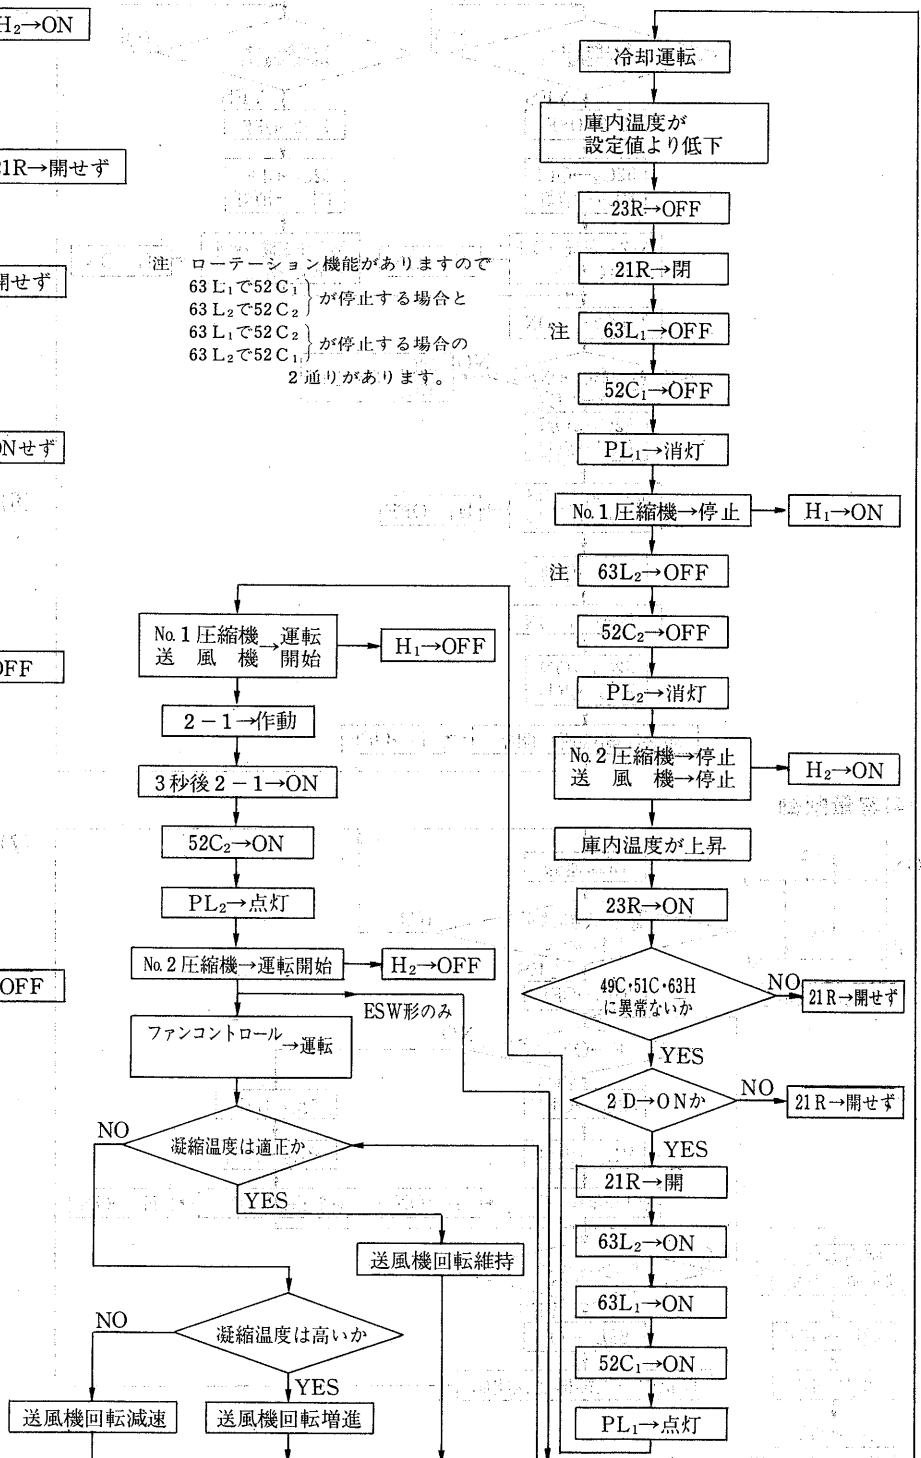 H₂→ON
21R→開せず
開せず
ONせず
OFF
OFF
注 ローテーション機能がありますので
63L₁で52C₁
63L₂で52C₂
が停止する場合と
63L₁で52C₂
63L₂で52C₁
が停止する場合の
2通りがあります。
冷却運転
庫内温度が
設定値より低下
23R→OFF
21R→閉
注 63L₁→OFF
52C₁→OFF
PL₁→消灯
No.1圧縮機→停止
H₁→ON
注 63L₂→OFF
52C₂→OFF
PL₂→消灯
No.2圧縮機→停止
送風機→停止
H₂→ON
庫内温度が上昇
23R→ON
49C・51C・63H
に異常ないか
NO
21R→開せず
YES
2D→ONか
NO
21R→開せず
YES
21R→開
63L₂→ON
63L₁→ON
52C₁→ON
PL₁→点灯
No.1圧縮機→運転
送風機 開始
H₁→OFF
2-1→作動
3秒後2-1→ON
52C₂→ON
PL₂→点灯
No.2圧縮機→運転開始
H₂→OFF
ESW形のみ
ファンコントロール
→運転
凝縮温度は適正か
NO
YES
送風機回転維持
凝縮温度は高いか
NO
YES
送風機回転減速
送風機回転増進